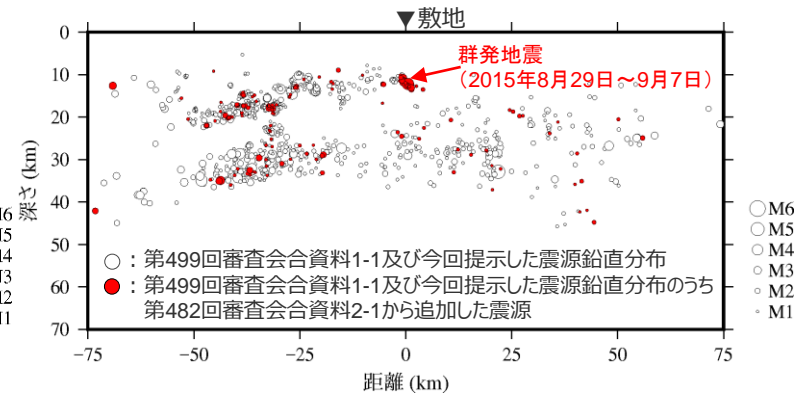 ▼敷地
群発地震
（2015年8月29日～9月7日）
0
10
20
30
40
50
60
70
深さ (km)
○：第499回審査会合資料1-1及び今回提示した震源鉛直分布
●：第499回審査会合資料1-1及び今回提示した震源鉛直分布のうち
第482回審査会合資料2-1から追加した震源
−75
−50
−25
0
25
50
75
距離 (km)
M6
M5
M4
M3
M2
M1